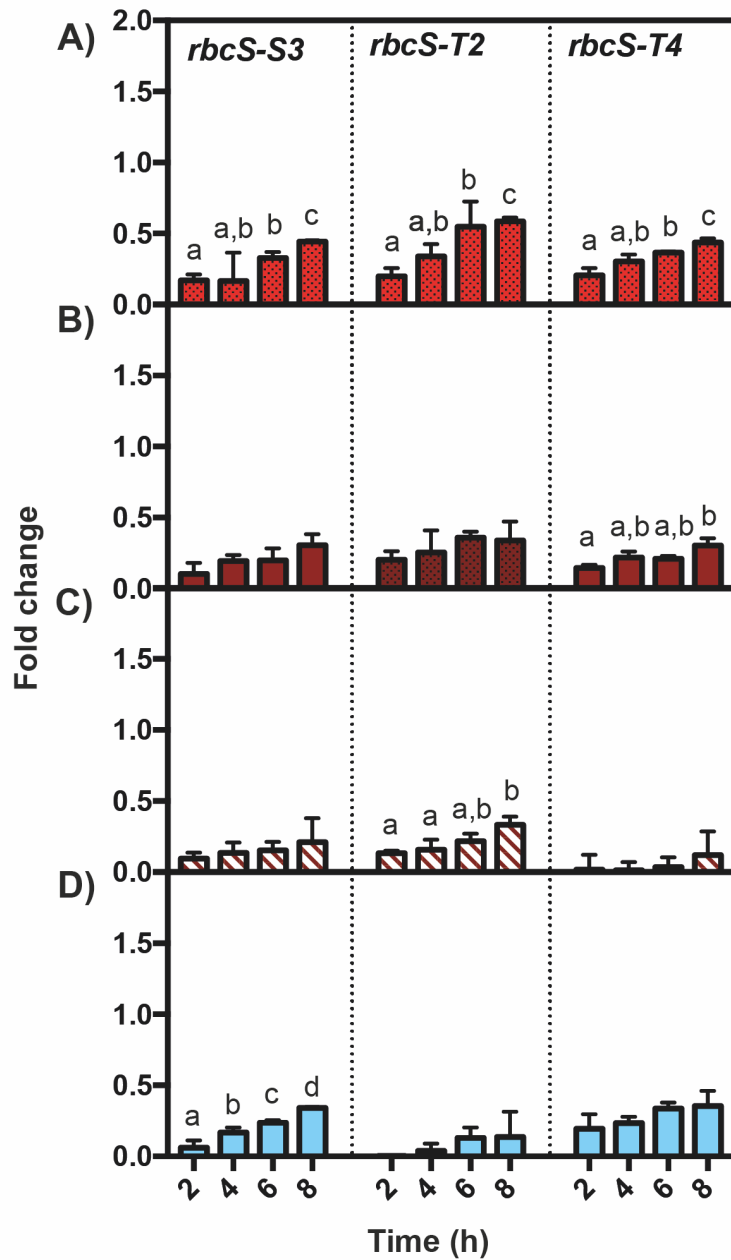 A)
2.0
rbcS-S3 rbcS-T2 rbcS-T4
1.5
1.0
0.5
a a,b b c a a,b b c a a,b b c
0.0
B)
1.5
1.0
0.5
a a,b a,b b
0.0
C)
1.5
1.0
0.5
a a a,b b
0.0
D)
1.5
1.0
0.5
a b c d
0.0
2 4 6 8 2 4 6 8 2 4 6 8
Fold change
Time (h)